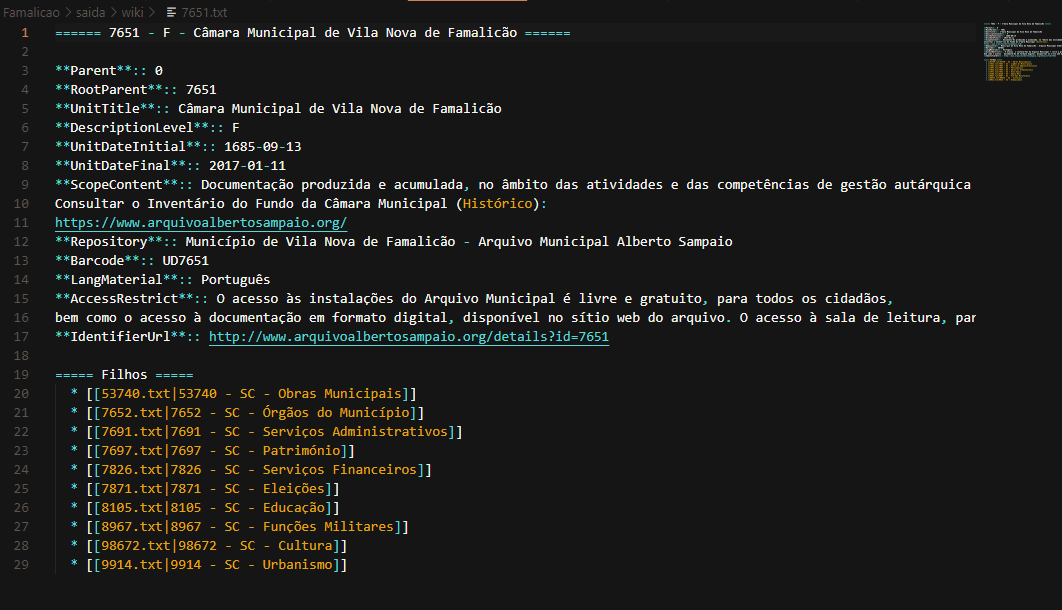 Famalicao > saida > wiki > 7651.txt
1 ====== 7651 - F - Câmara Municipal de Vila Nova de Famalicão ======
2
3 **Parent**:: 0
4 **RootParent**:: 7651
5 **UnitTitle**:: Câmara Municipal de Vila Nova de Famalicão
6 **DescriptionLevel**:: F
7 **UnitDateInitial**:: 1685-09-13
8 **UnitDateFinal**:: 2017-01-11
9 **ScopeContent**:: Documentação produzida e acumulada, no âmbito das atividades e das competências de gestão autárquica
10 Consultar o Inventário do Fundo da Câmara Municipal (Histórico):
11 https://www.arquivoalbertosampaio.org/
12 **Repository**:: Município de Vila Nova de Famalicão - Arquivo Municipal Alberto Sampaio
13 **Barcode**:: UD7651
14 **LangMaterial**:: Português
15 **AccessRestrict**:: O acesso às instalações do Arquivo Municipal é livre e gratuito, para todos os cidadãos,
16 bem como o acesso à documentação em formato digital, disponível no sítio web do arquivo. O acesso à sala de leitura, par
17 **IdentifierUrl**:: http://www.arquivoalbertosampaio.org/details?id=7651
18
19 ===== Filhos =====
20 * [[53740.txt|53740 - SC - Obras Municipais]]
21 * [[7652.txt|7652 - SC - Órgãos do Município]]
22 * [[7691.txt|7691 - SC - Serviços Administrativos]]
23 * [[7697.txt|7697 - SC - Património]]
24 * [[7826.txt|7826 - SC - Serviços Financeiros]]
25 * [[7871.txt|7871 - SC - Eleições]]
26 * [[8105.txt|8105 - SC - Educação]]
27 * [[8967.txt|8967 - SC - Funções Militares]]
28 * [[98672.txt|98672 - SC - Cultura]]
29 * [[9914.txt|9914 - SC - Urbanismo]]